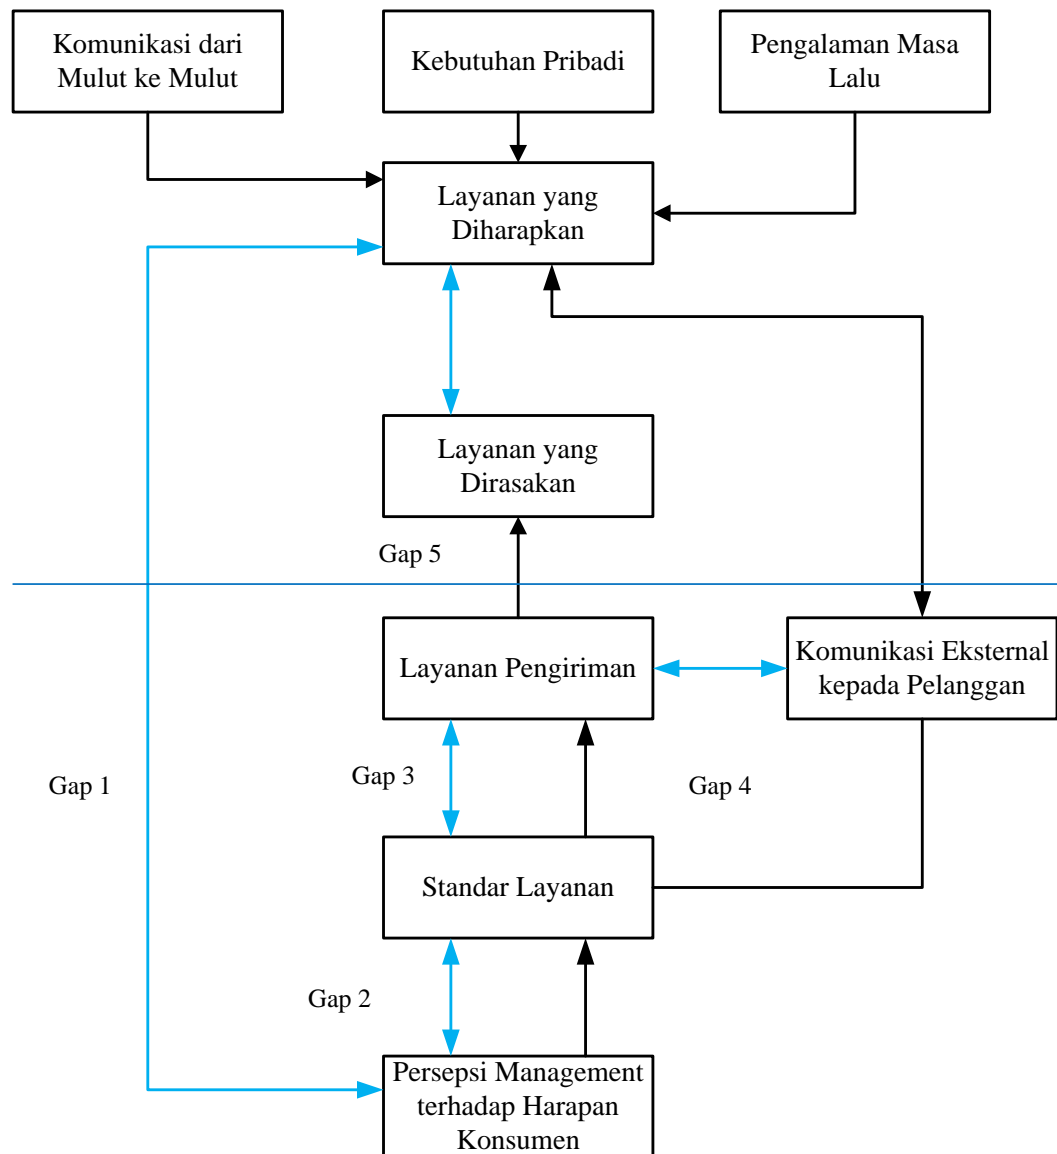 Komunikasi dari
Mulut ke Mulut
Kebutuhan Pribadi
Pengalaman Masa
Lalu
Layanan yang
Diharapkan
Layanan yang
Dirasakan
Gap 5
Layanan Pengiriman
Komunikasi Eksternal
kepada Pelanggan
Gap 1
Gap 3
Gap 4
Standar Layanan
Gap 2
Persepsi Management
terhadap Harapan
Konsumen